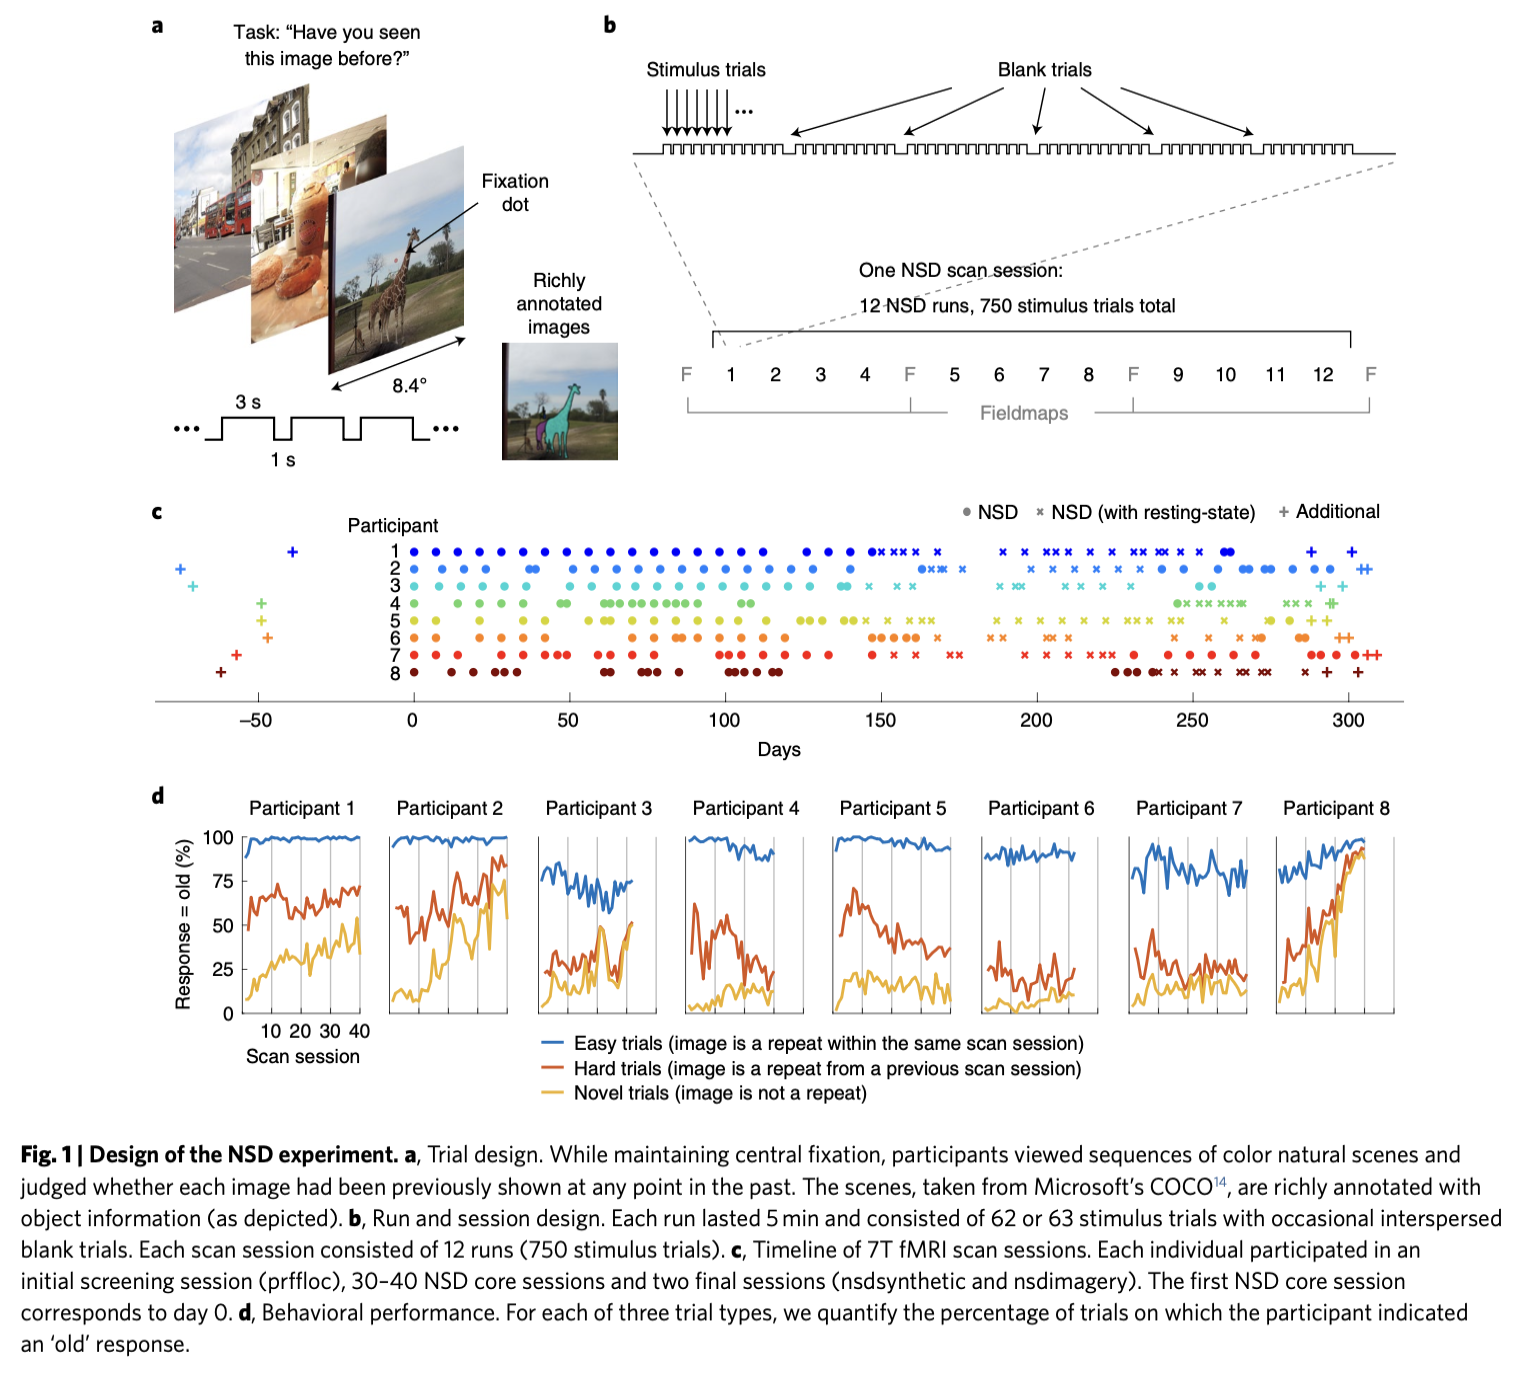 a
Task: “Have you seen
this image before?”
Fixation
dot
Richly
annotated
images
8.4°
3 s
1 s
b
Stimulus trials
Blank trials
One NSD scan session:
12 NSD runs, 750 stimulus trials total
F 1 2 3 4 F 5 6 7 8 F 9 10 11 12 F
Fieldmaps
c
NSD NSD (with resting-state) Additional
Participant
1
2
3
4
5
6
7
8
–50 0 50 100 150 200 250 300
Days
d
Participant 1 Participant 2 Participant 3 Participant 4 Participant 5 Participant 6 Participant 7 Participant 8
Response = old (%)
100
75
50
25
0
10 20 30 40
Scan session
Easy trials (image is a repeat within the same scan session)
Hard trials (image is a repeat from a previous scan session)
Novel trials (image is not a repeat)
Fig. 1 | Design of the NSD experiment. a, Trial design. While maintaining central fixation, participants viewed sequences of color natural scenes and
judged whether each image had been previously shown at any point in the past. The scenes, taken from Microsoft’s COCO14, are richly annotated with
object information (as depicted). b, Run and session design. Each run lasted 5 min and consisted of 62 or 63 stimulus trials with occasional interspersed
blank trials. Each scan session consisted of 12 runs (750 stimulus trials). c, Timeline of 7T fMRI scan sessions. Each individual participated in an
initial screening session (prffloc), 30–40 NSD core sessions and two final sessions (nsdsynthetic and nsdimagery). The first NSD core session
corresponds to day 0. d, Behavioral performance. For each of three trial types, we quantify the percentage of trials on which the participant indicated
an ‘old’ response.